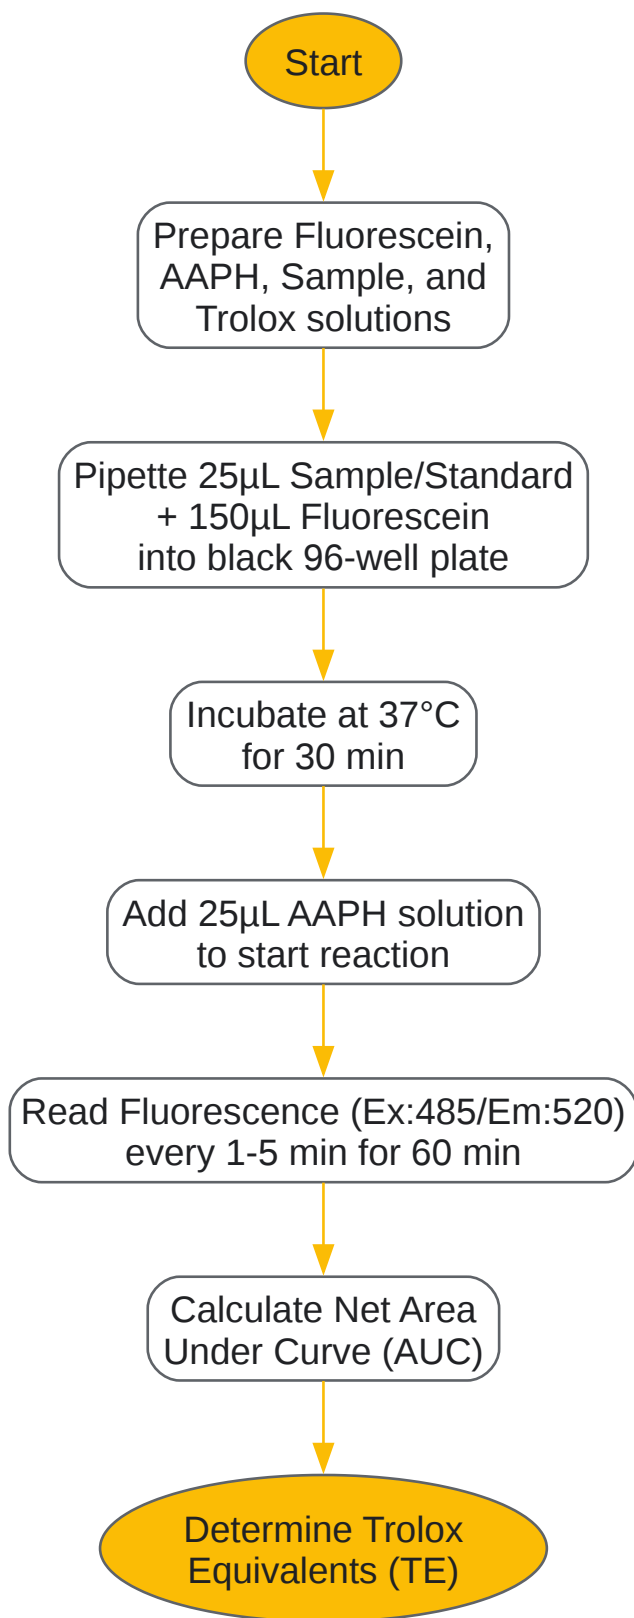 Start
Prepare Fluorescein,
AAPH, Sample, and
Trolox solutions
Pipette 25µL Sample/Standard
+ 150µL Fluorescein
into black 96-well plate
Incubate at 37°C
for 30 min
Add 25µL AAPH solution
to start reaction
Read Fluorescence (Ex:485/Em:520)
every 1-5 min for 60 min
Calculate Net Area
Under Curve (AUC)
Determine Trolox
Equivalents (TE)